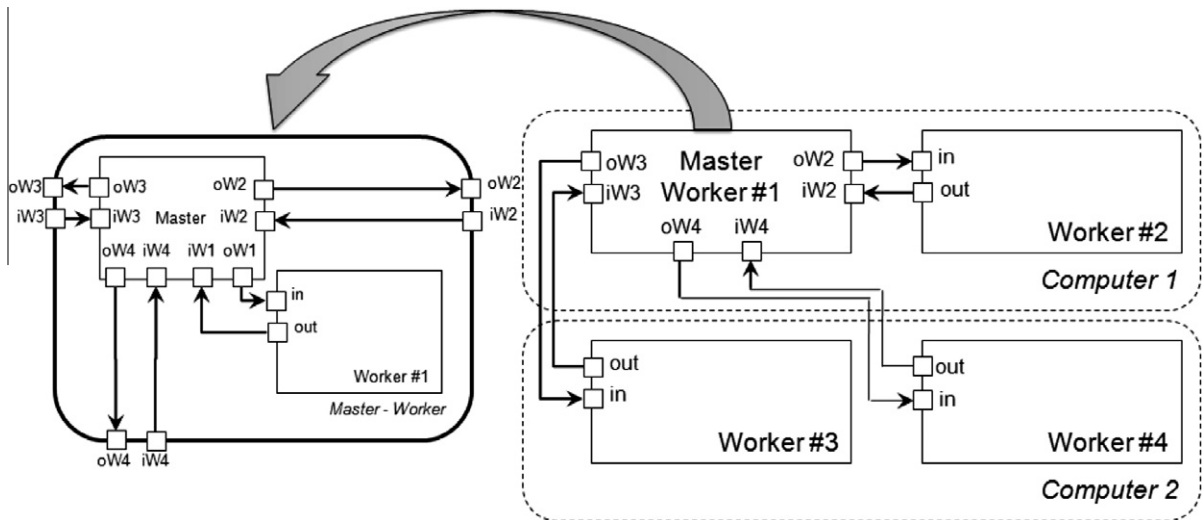 oW3
iW3
oW3
iW3
Master
oW2
iW2
oW2
iW2
oW4
iW4
iW1
oW1
in
out
Worker #1
Master - Worker
oW4
iW4
oW3
iW3
Master
Worker #1
oW2
iW2
oW4
iW4
in
out
Worker #2
Computer 1
out
in
Worker #3
out
in
Worker #4
Computer 2